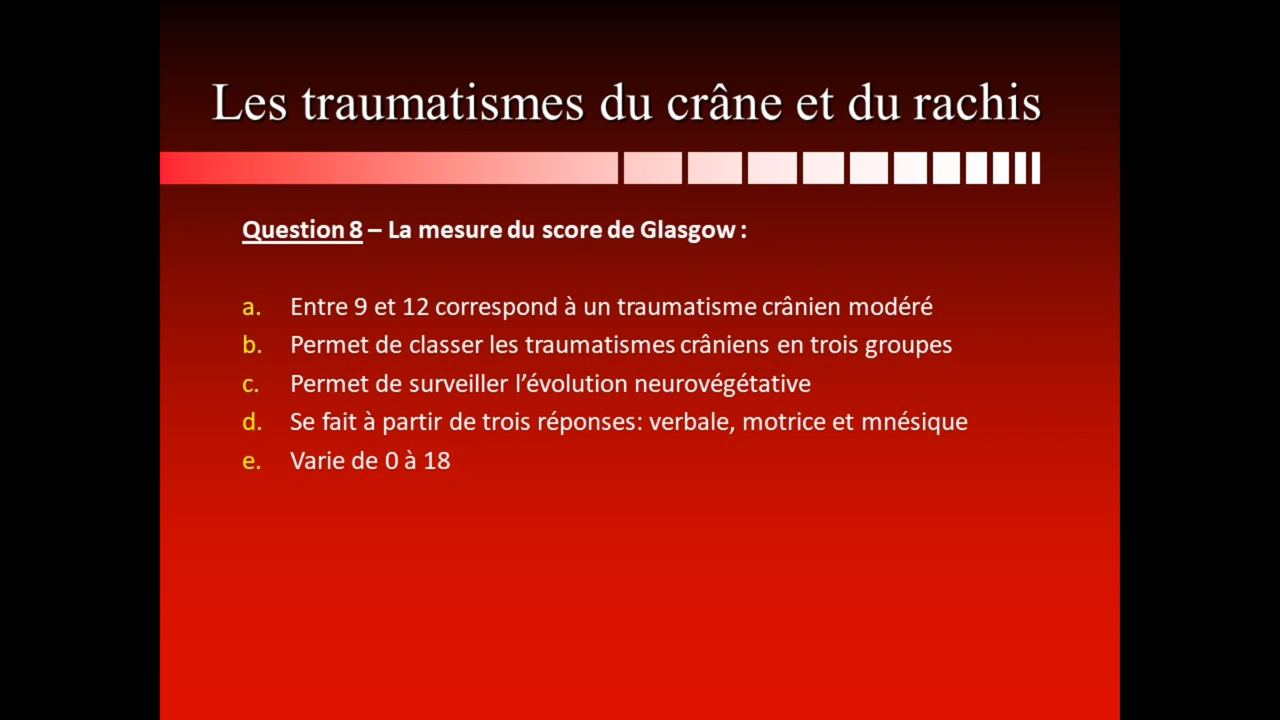 Les traumatismes du crâne et du rachis
Question 8 – La mesure du score de Glasgow :
a. Entre 9 et 12 correspond à un traumatisme crânien modéré
b. Permet de classer les traumatismes crâniens en trois groupes
c. Permet de surveiller l’évolution neurovégétative
d. Se fait à partir de trois réponses: verbale, motrice et mnésique
e. Varie de 0 à 18